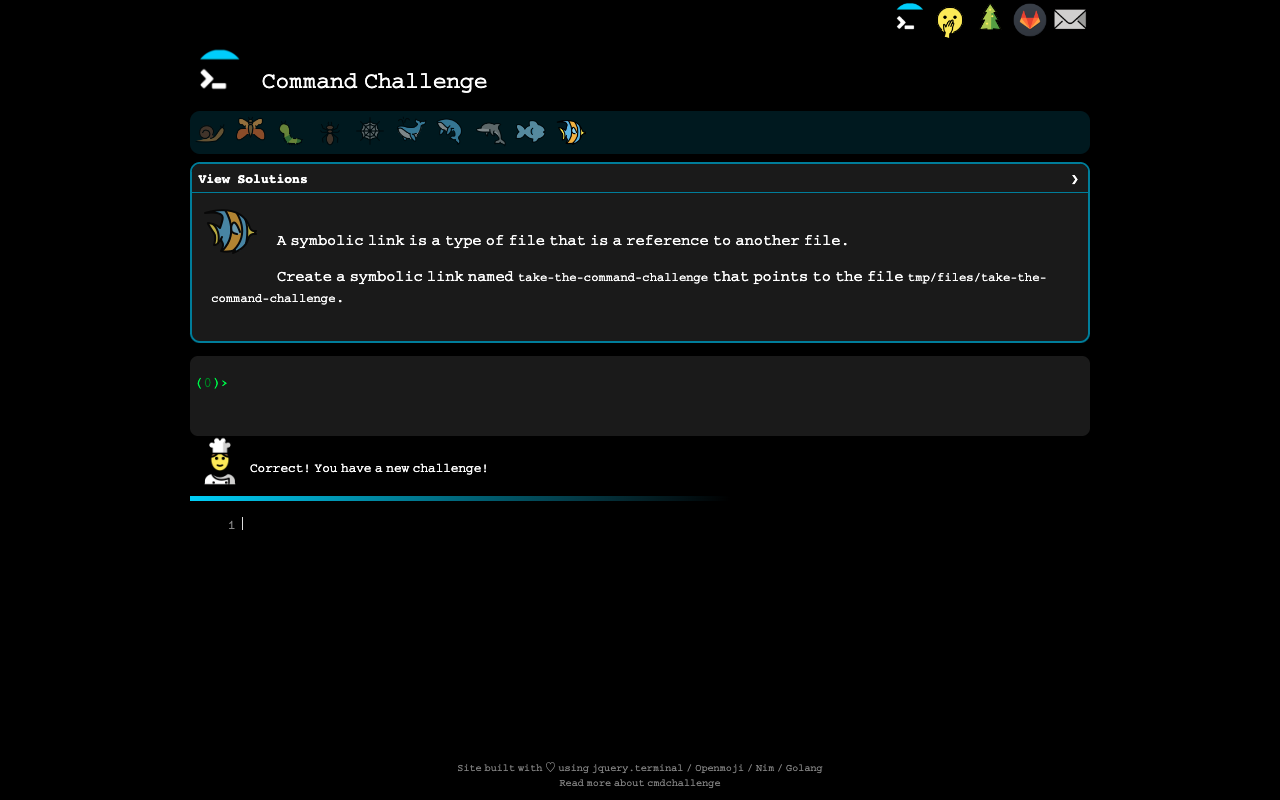 Command Challenge
View Solutions ❯
A symbolic link is a type of file that is a reference to another file.
Create a symbolic link named take-the-command-challenge that points to the file tmp/files/take-the-
command-challenge.
(0)>
Correct! You have a new challenge!
1
Site built with ♡ using jquery.terminal / Openmoji / Nim / Golang
Read more about cmdchallenge